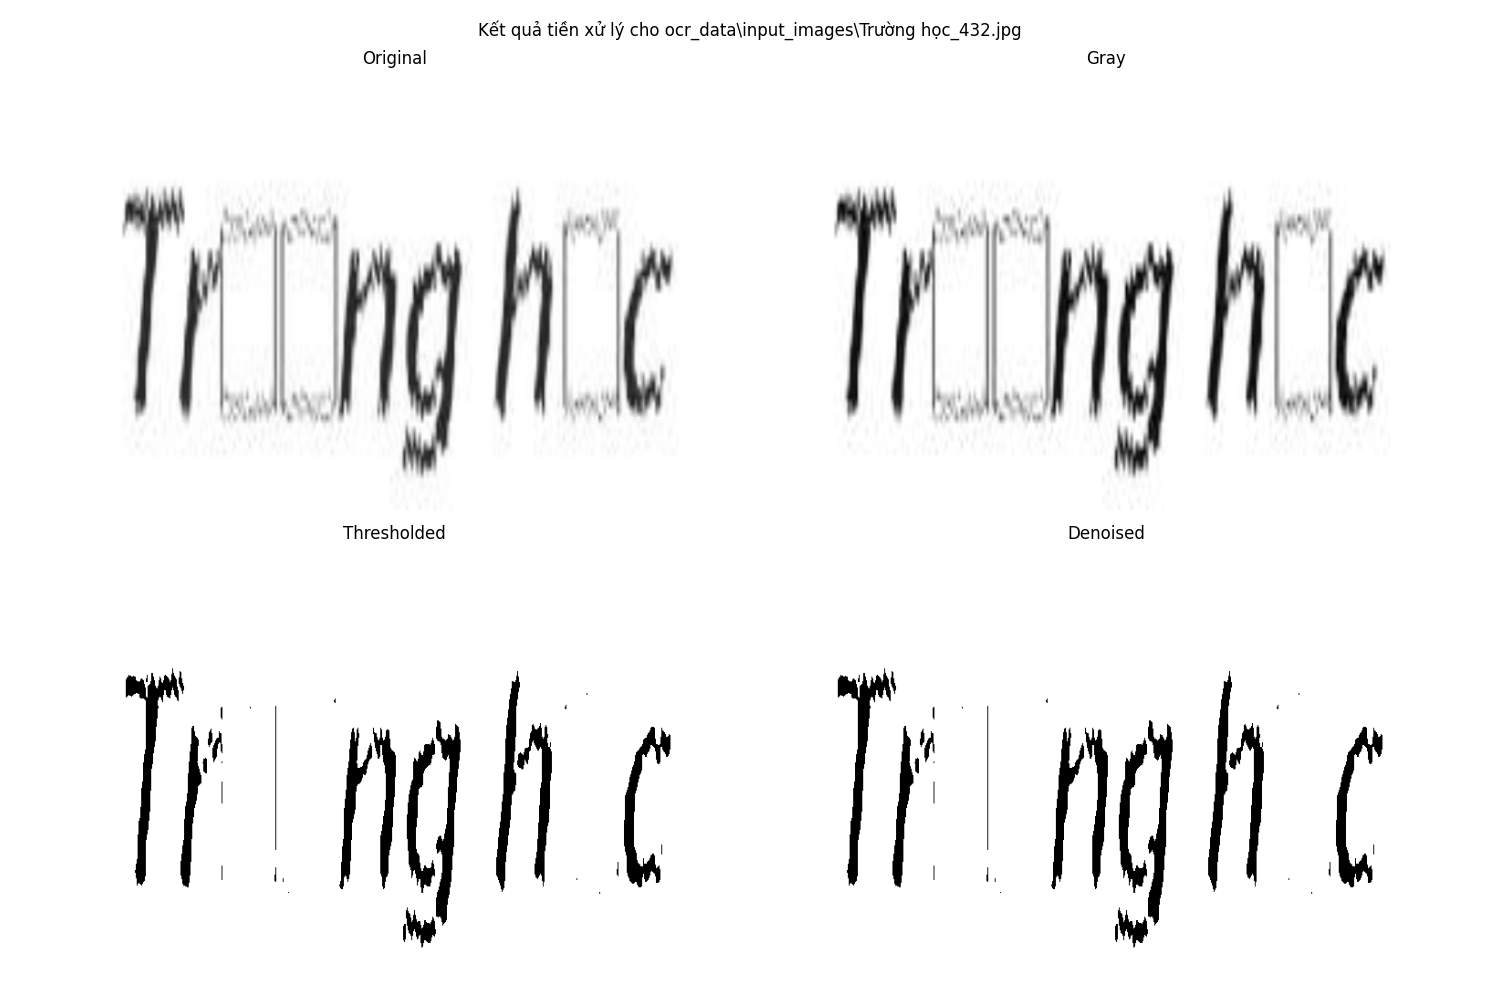 Kết quả tiền xử lý cho ocr_data\input_images\Trường học_432.jpg
Original
Gray
Tr□□ng h□c
Tr□□ng h□c
Thresholded
Denoised
Tr ng h c
Tr ng h c